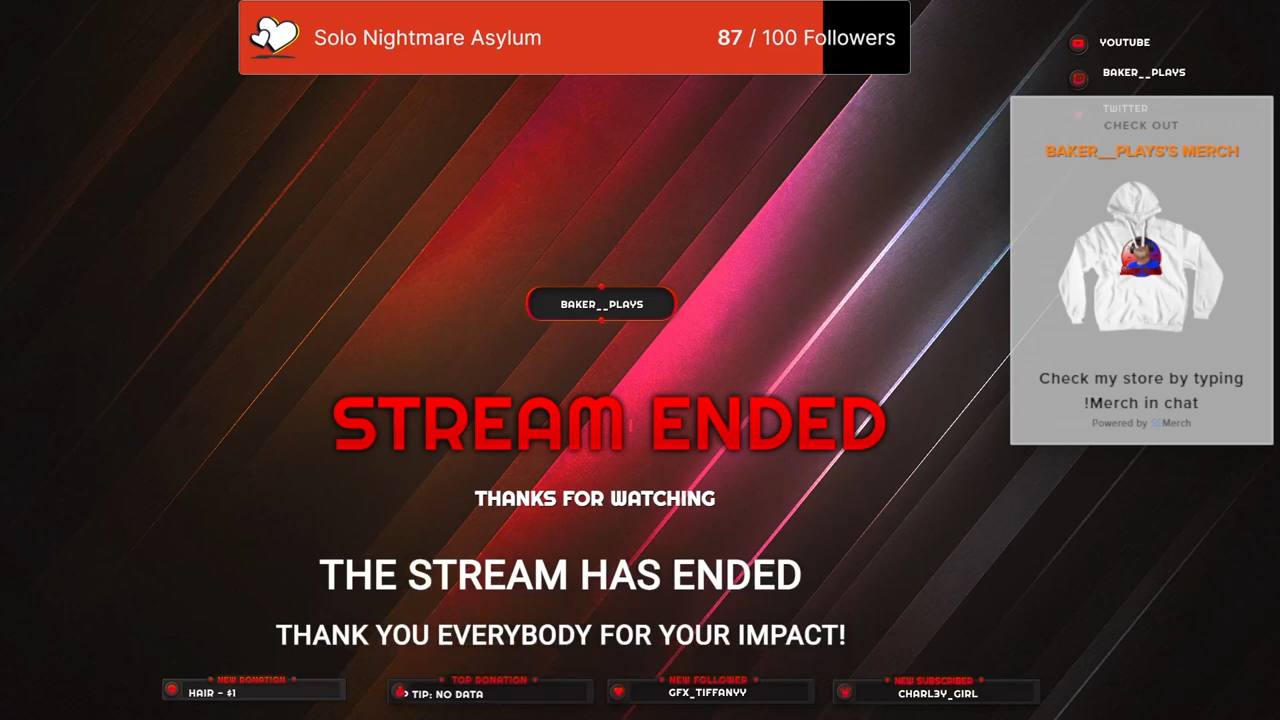 Solo Nightmare Asylum
87 / 100 Followers
YOUTUBE
BAKER__PLAYS
TWITTER
CHECK OUT
BAKER__PLAYS'S MERCH
Check my store by typing
!Merch in chat
Powered by SEMerch
BAKER__PLAYS
STREAM ENDED
THANKS FOR WATCHING
THE STREAM HAS ENDED
THANK YOU EVERYBODY FOR YOUR IMPACT!
NEW DONATION
HAIR - $1
TOP DONATION
TIP: NO DATA
NEW FOLLOWER
GFX_TIFFANYY
NEW SUBSCRIBER
CHARL3Y_GIRL